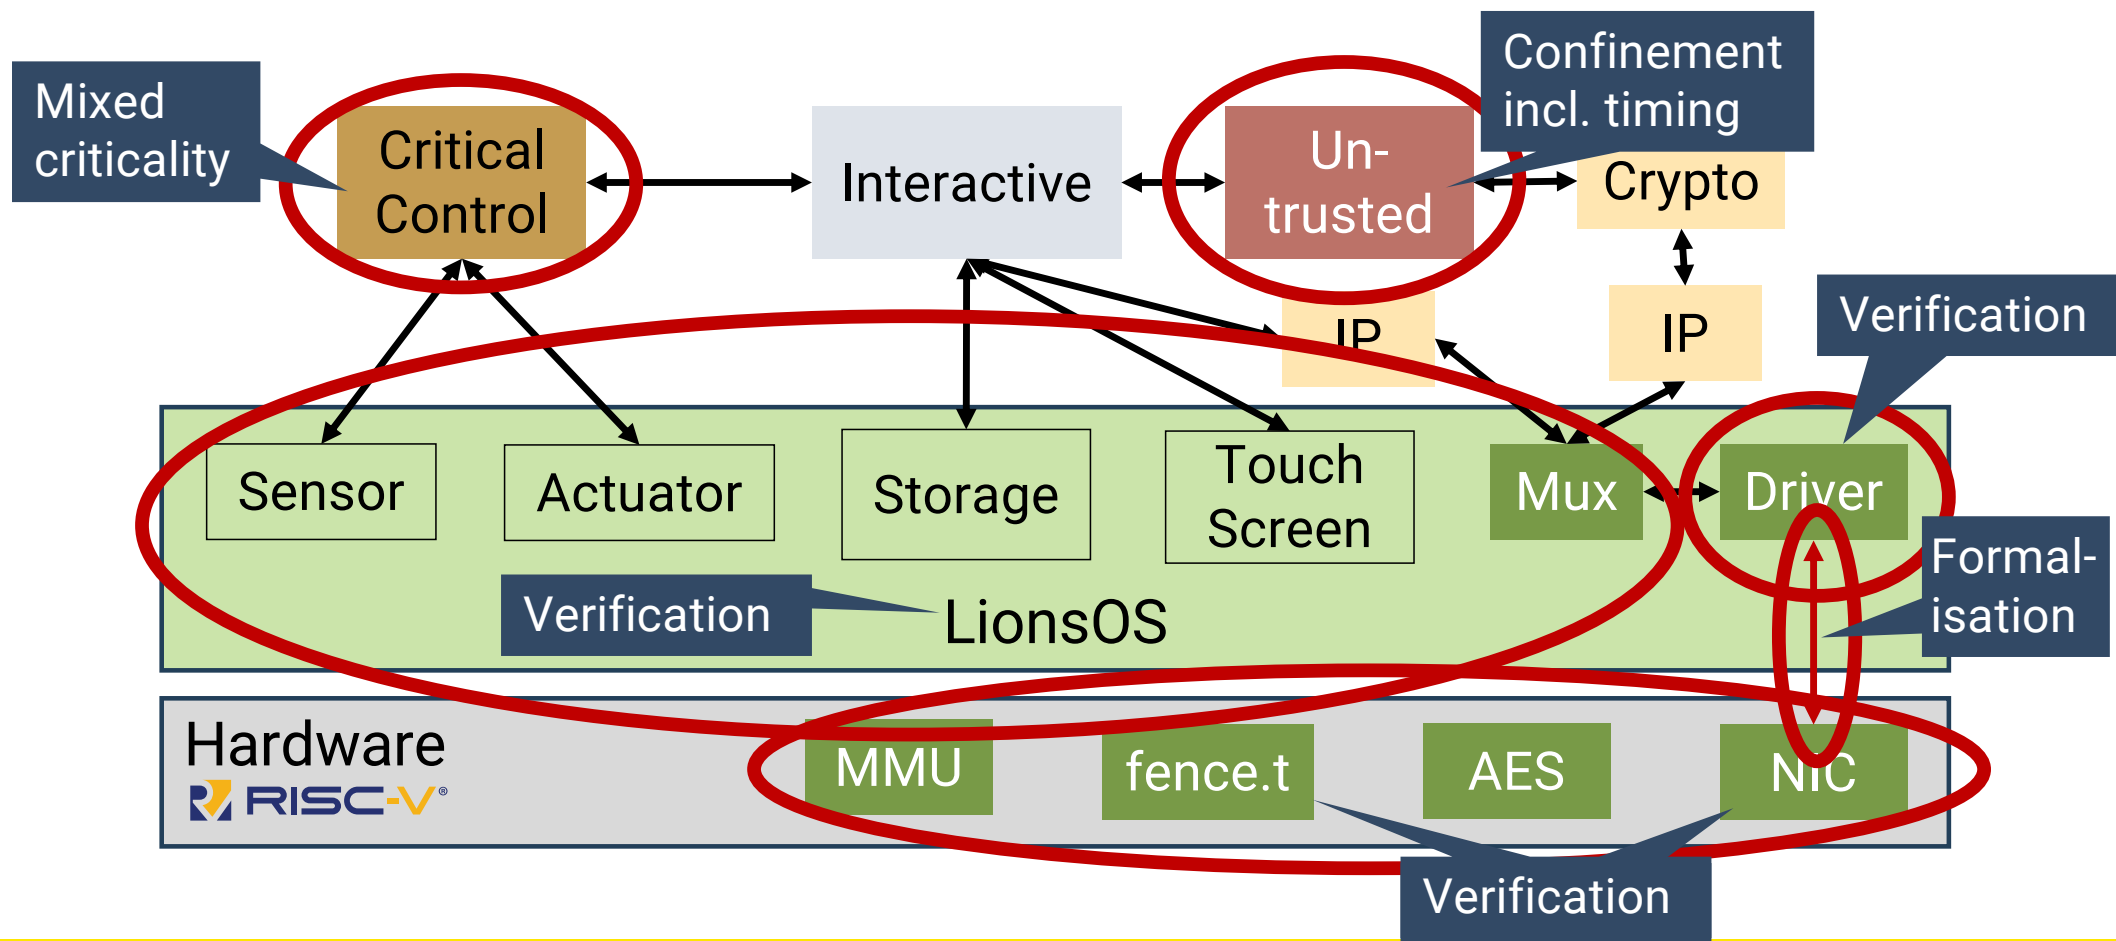 Mixed
criticality
Critical
Control
Interactive
Un-
trusted
Confinement
incl. timing
Crypto
IP
IP
Verification
Sensor
Actuator
Storage
Touch
Screen
Mux
Driver
Formal-
isation
Verification
LionsOS
Hardware
RISC-V®
MMU
fence.t
AES
NIC
Verification